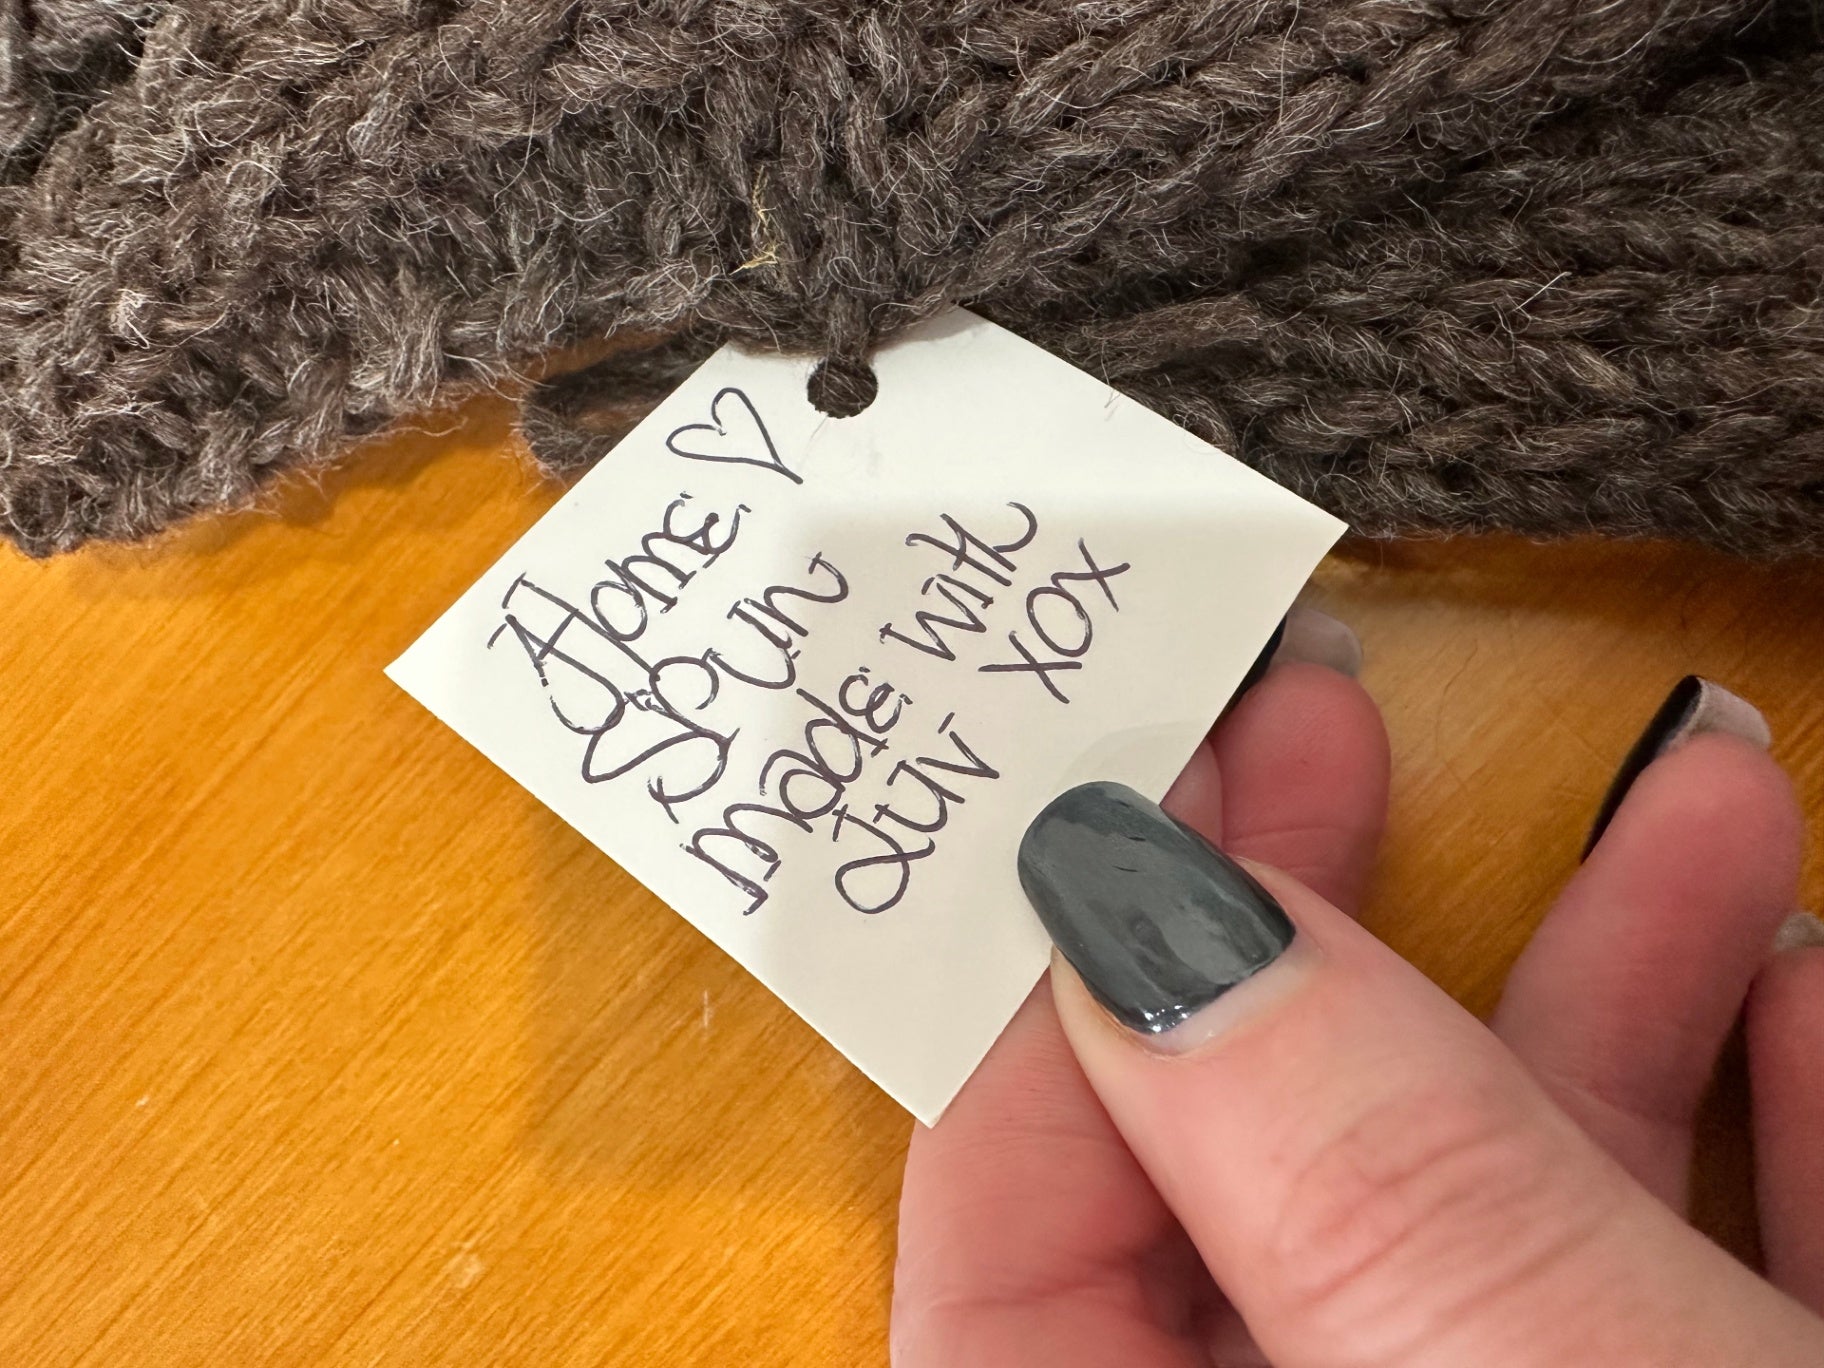 Home ♡
Spun
made with
Luv xox